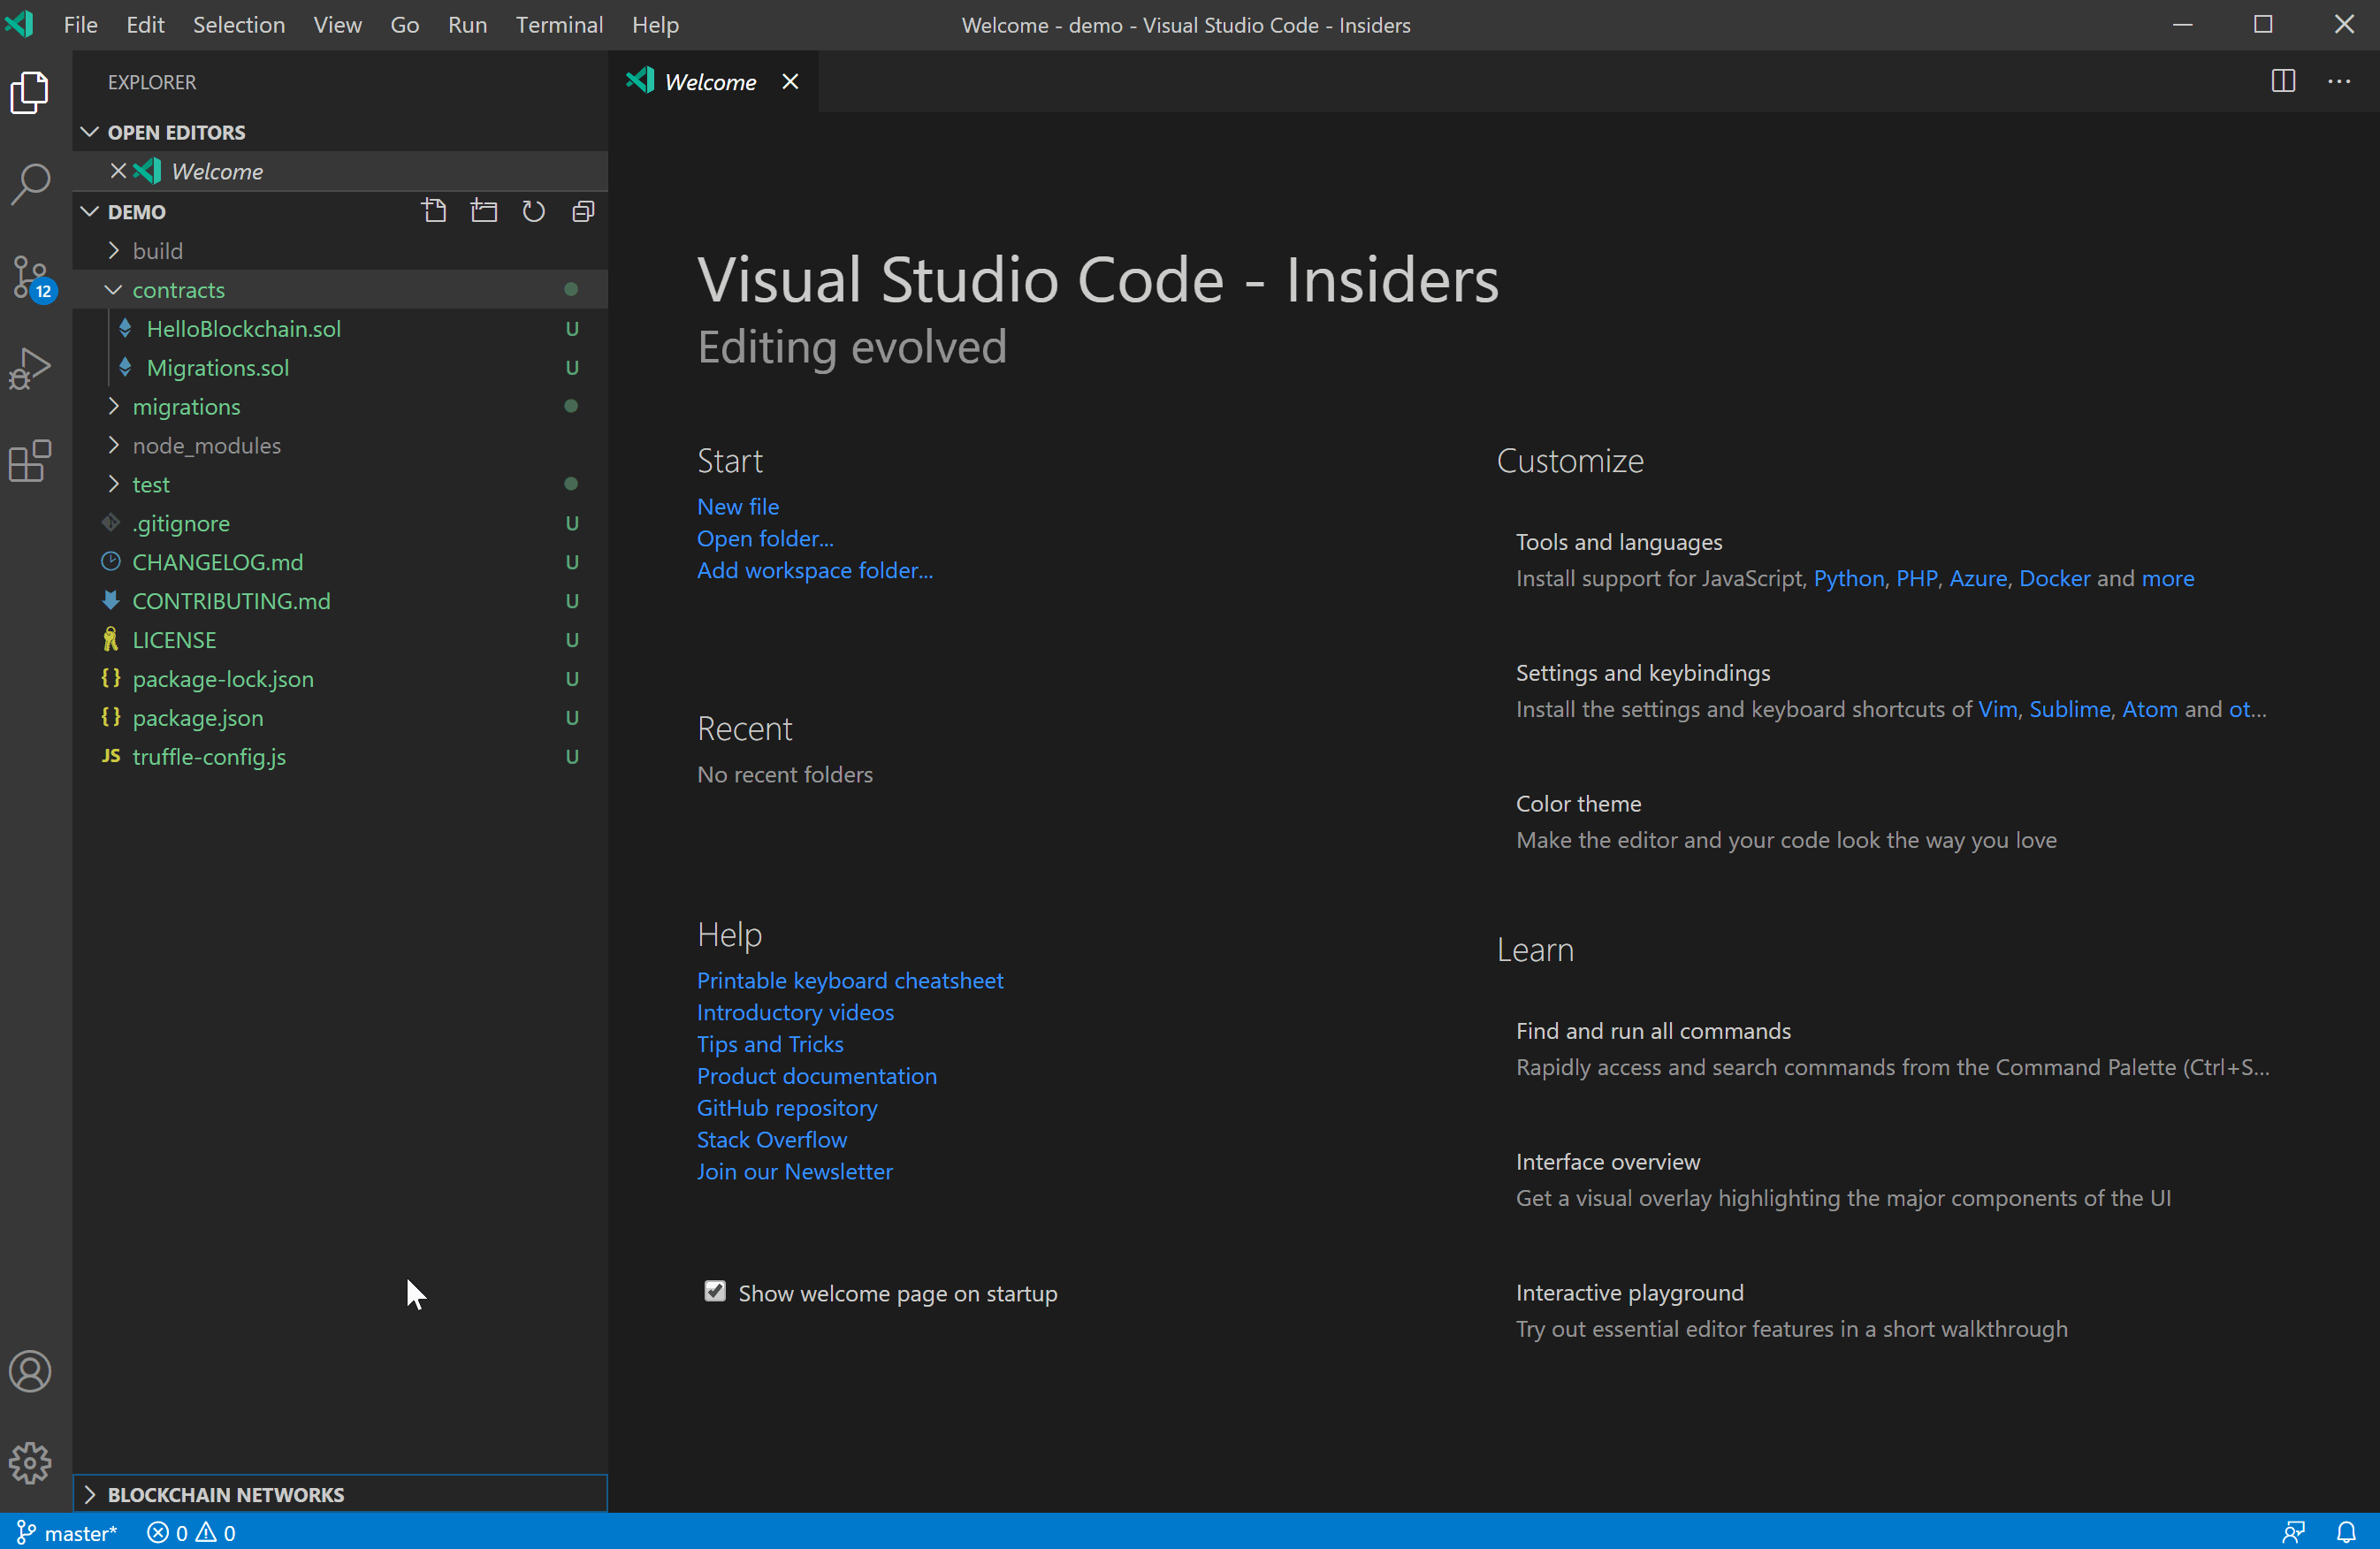 File Edit Selection View Go Run Terminal Help
Welcome - demo - Visual Studio Code - Insiders
EXPLORER
OPEN EDITORS
Welcome
DEMO
build
contracts
HelloBlockchain.sol U
Migrations.sol U
migrations
node_modules
test
.gitignore U
CHANGELOG.md U
CONTRIBUTING.md U
LICENSE U
package-lock.json U
package.json U
JS truffle-config.js U
BLOCKCHAIN NETWORKS
12
Welcome
Visual Studio Code - Insiders
Editing evolved
Start
New file
Open folder...
Add workspace folder...
Recent
No recent folders
Help
Printable keyboard cheatsheet
Introductory videos
Tips and Tricks
Product documentation
GitHub repository
Stack Overflow
Join our Newsletter
Show welcome page on startup
Customize
Tools and languages
Install support for JavaScript, Python, PHP, Azure, Docker and more
Settings and keybindings
Install the settings and keyboard shortcuts of Vim, Sublime, Atom and ot...
Color theme
Make the editor and your code look the way you love
Learn
Find and run all commands
Rapidly access and search commands from the Command Palette (Ctrl+S...
Interface overview
Get a visual overlay highlighting the major components of the UI
Interactive playground
Try out essential editor features in a short walkthrough
master* 0 0